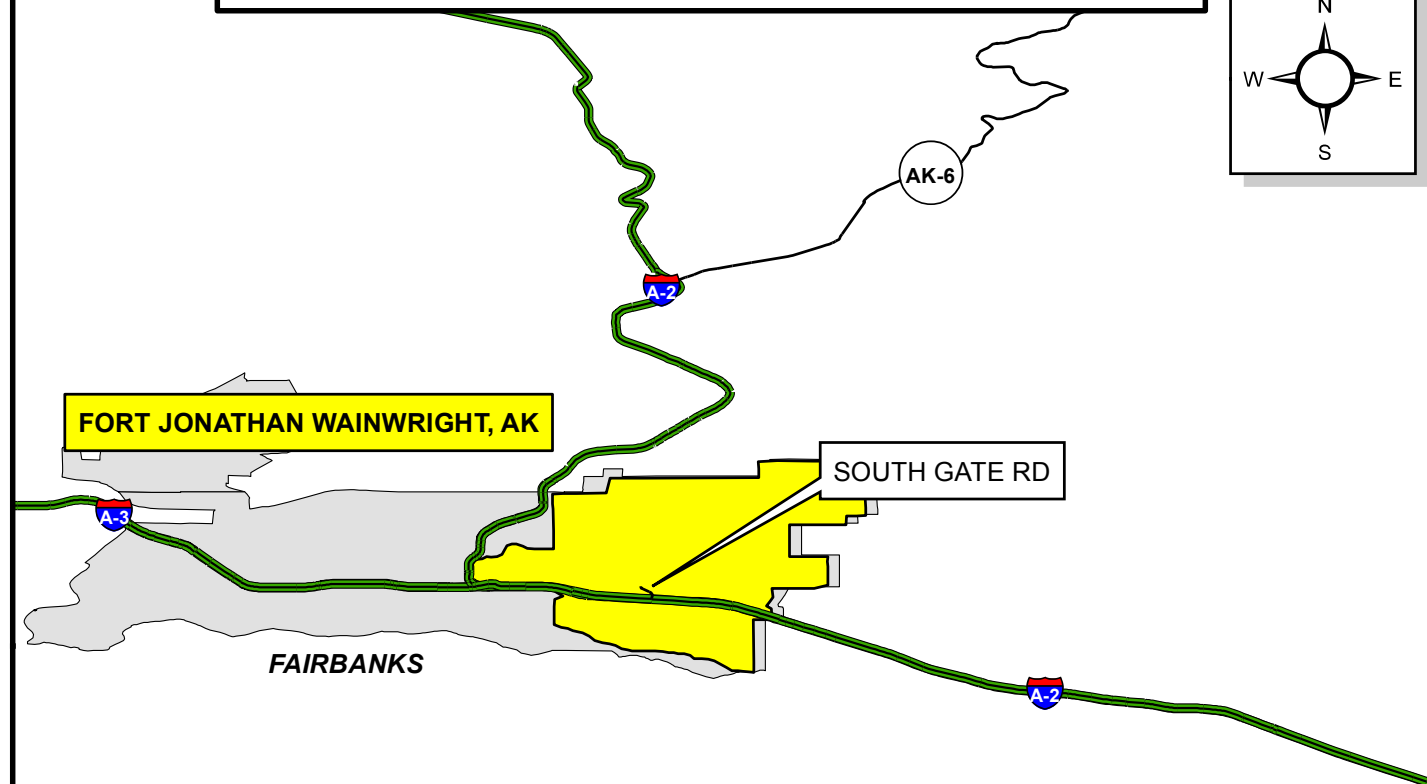 N
W
E
S
AK-6
A-2
FORT JONATHAN WAINWRIGHT, AK
SOUTH GATE RD
A-3
FAIRBANKS
A-2